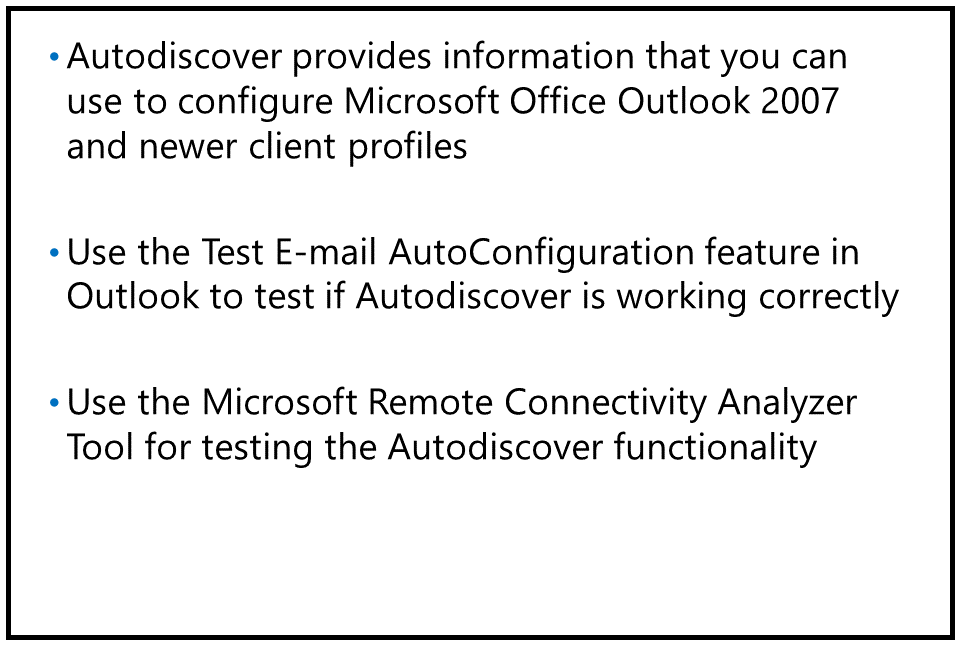 • Autodiscover provides information that you can
use to configure Microsoft Office Outlook 2007
and newer client profiles
• Use the Test E-mail AutoConfiguration feature in
Outlook to test if Autodiscover is working correctly
• Use the Microsoft Remote Connectivity Analyzer
Tool for testing the Autodiscover functionality